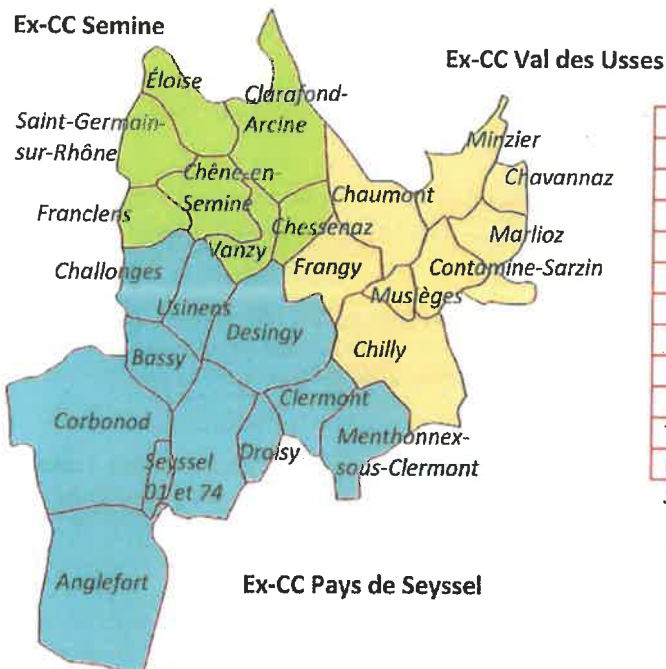 Ex-CC Semine
Ex-CC Val des Usses
Éloise
Clarafond-
Arcine
Saint-Germain-
sur-Rhône
Minzier
Chêne-en-
Semine
Chaumont
Chavannaz
Franclens
Chessenaz
Marlioz
Vanzy
Challonges
Frangy
Contamine-Sarzin
Musièges
Usinens
Desingy
Bassy
Chilly
Clermont
Corbonod
Menthonnex-
sous-Clermont
Droisy
Seyssel
01 et 74
Anglefort
Ex-CC Pays de Seyssel